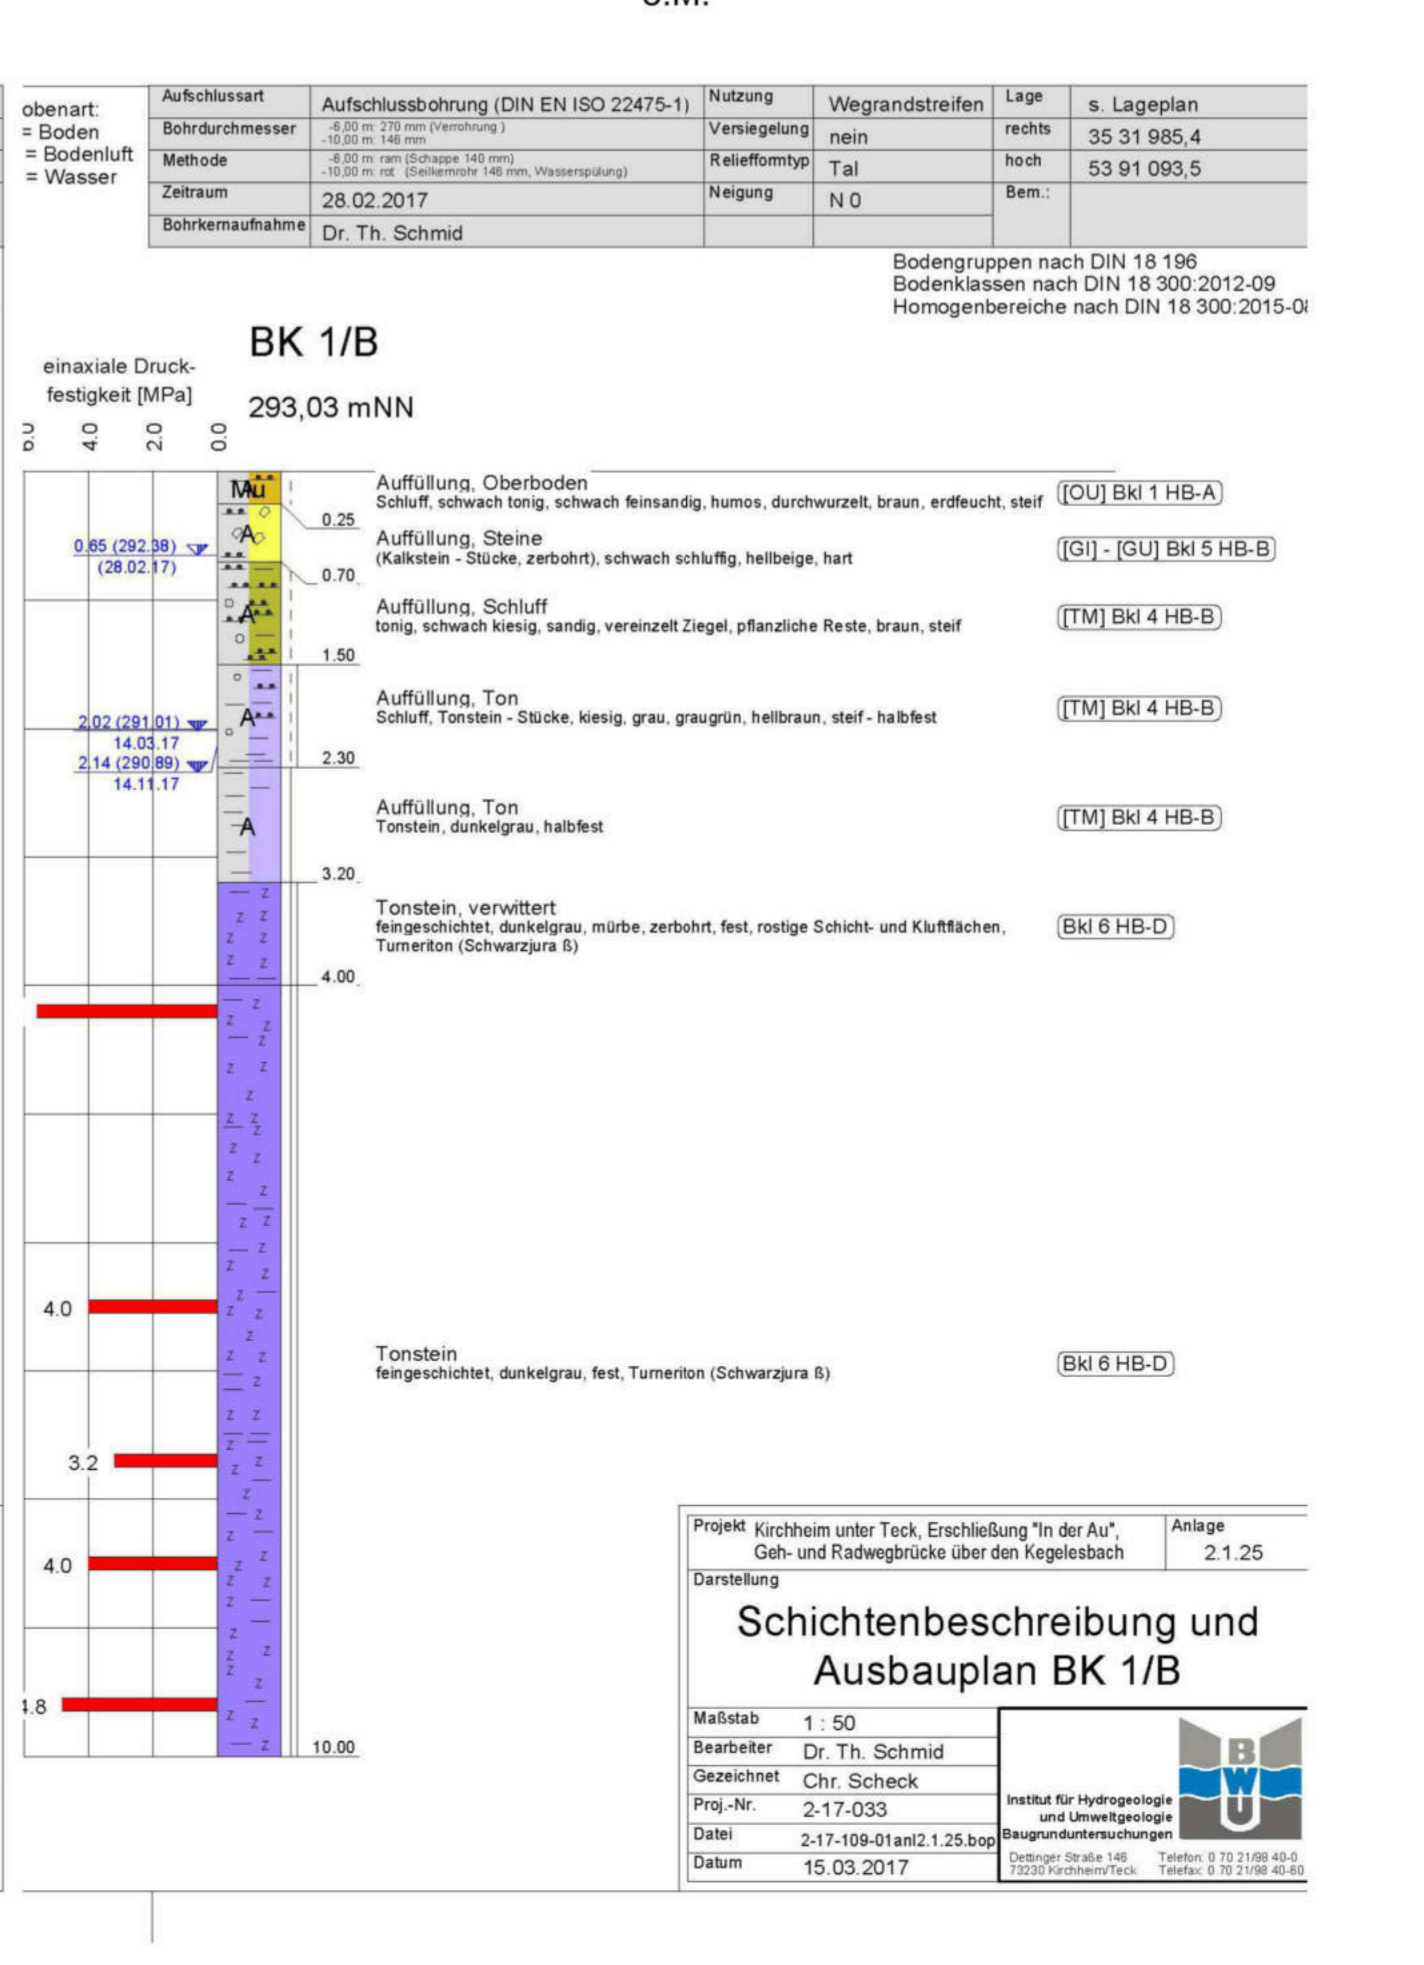 obenart:
= Boden
= Bodenluft
= Wasser
Aufschlussart Aufschlussbohrung (DIN EN ISO 22475-1) Nutzung Wegrandstreifen Lage s. Lageplan
Bohrdurchmesser -6,00 m: 270 mm (Verrohrung ) Versiegelung nein rechts 35 31 985,4
-10,00 m: 146 mm
Methode -6,00 m: ram (Schappe 140 mm) Reliefformtyp Tal hoch 53 91 093,5
-10,00 m: rot (Seilkernrohr 146 mm, Wasserspülung)
Zeitraum 28.02.2017 Neigung N 0 Bem.:
Bohrkernaufnahme Dr. Th. Schmid
Bodengruppen nach DIN 18 196
Bodenklassen nach DIN 18 300:2012-09
Homogenbereiche nach DIN 18 300:2015-08
BK 1/B
293,03 mNN
einaxiale Druck-
festigkeit [MPa]
6.0 4.0 2.0 0.0
Mu
Auffüllung, Oberboden
Schluff, schwach tonig, schwach feinsandig, humos, durchwurzelt, braun, erdfeucht, steif
[OU] Bkl 1 HB-A
0.25
A
Auffüllung, Steine
(Kalkstein - Stücke, zerbohrt), schwach schluffig, hellbeige, hart
[GI] - [GU] Bkl 5 HB-B
0.65 (292.38)
(28.02.17)
0.70
A
Auffüllung, Schluff
tonig, schwach kiesig, sandig, vereinzelt Ziegel, pflanzliche Reste, braun, steif
[TM] Bkl 4 HB-B
1.50
A
Auffüllung, Ton
Schluff, Tonstein - Stücke, kiesig, grau, graugrün, hellbraun, steif - halbfest
[TM] Bkl 4 HB-B
2.02 (291.01)
14.03.17
2.14 (290.89)
14.11.17
2.30
A
Auffüllung, Ton
Tonstein, dunkelgrau, halbfest
[TM] Bkl 4 HB-B
3.20
Tonstein, verwittert
feingeschichtet, dunkelgrau, mürbe, zerbohrt, fest, rostige Schicht- und Kluftflächen,
Turneriton (Schwarzjura ß)
Bkl 6 HB-D
4.00
4.0
Tonstein
feingeschichtet, dunkelgrau, fest, Turneriton (Schwarzjura ß)
Bkl 6 HB-D
3.2
4.0
4.8
10.00
Projekt Kirchheim unter Teck, Erschließung "In der Au",
Geh- und Radwegbrücke über den Kegelesbach
Anlage
2.1.25
Darstellung
Schichtenbeschreibung und
Ausbauplan BK 1/B
Maßstab 1 : 50
Bearbeiter Dr. Th. Schmid
Gezeichnet Chr. Scheck
Proj.-Nr. 2-17-033
Datei 2-17-109-01anl2.1.25.bop
Datum 15.03.2017
BWU
Institut für Hydrogeologie
und Umweltgeologie
Baugrunduntersuchungen
Dettinger Straße 146 Telefon: 0 70 21/98 40-0
73230 Kirchheim/Teck Telefax: 0 70 21/98 40-60